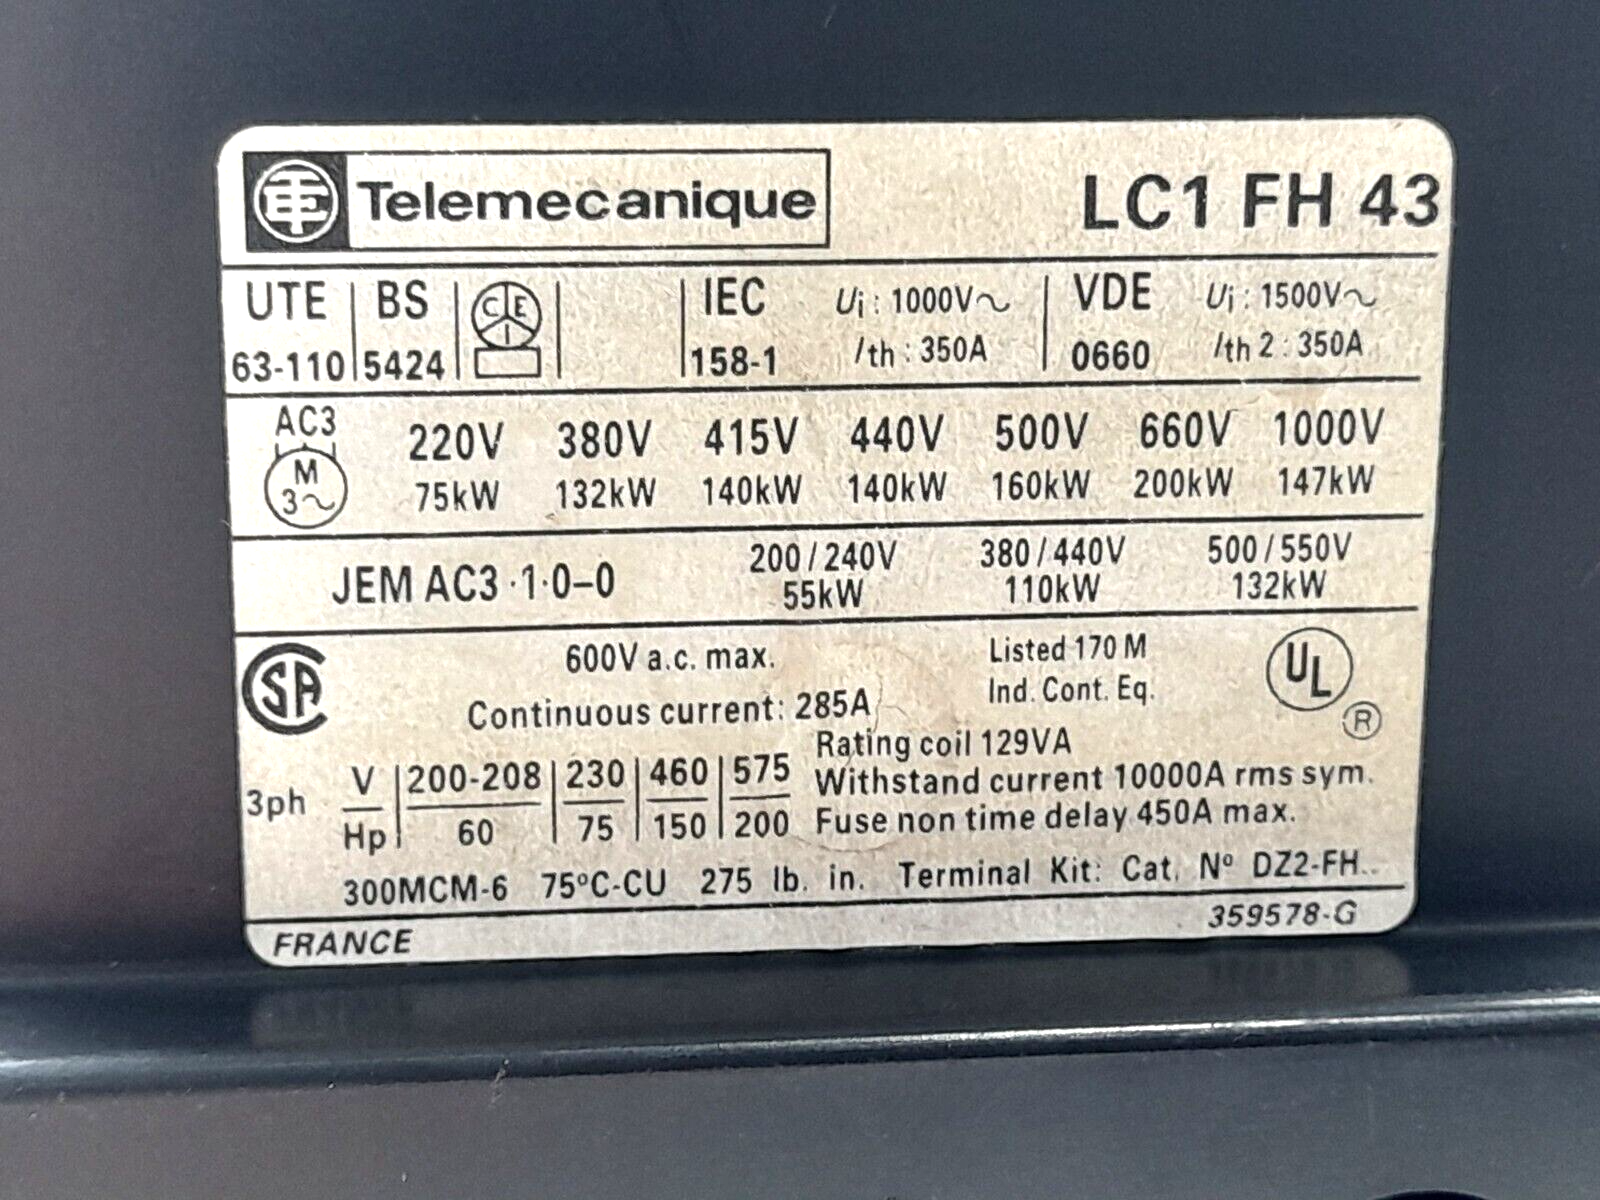 Telemecanique LC1 FH 43
UTE BS CEI IEC Ui : 1000V~ VDE Ui : 1500V~
63-110 5424 158-1 Ith : 350A 0660 Ith 2 : 350A
AC3 220V 380V 415V 440V 500V 660V 1000V
M 3~ 75kW 132kW 140kW 140kW 160kW 200kW 147kW
JEM AC3·1·0-0 200/240V 380/440V 500/550V
55kW 110kW 132kW
SA 600V a.c. max. Listed 170 M UL ®
Continuous current: 285A Ind. Cont. Eq.
Rating coil 129VA
3ph V 200-208 230 460 575 Withstand current 10000A rms sym.
Hp 60 75 150 200 Fuse non time delay 450A max.
300MCM-6 75°C-CU 275 lb. in. Terminal Kit: Cat. Nº DZ2-FH..
FRANCE 359578-G